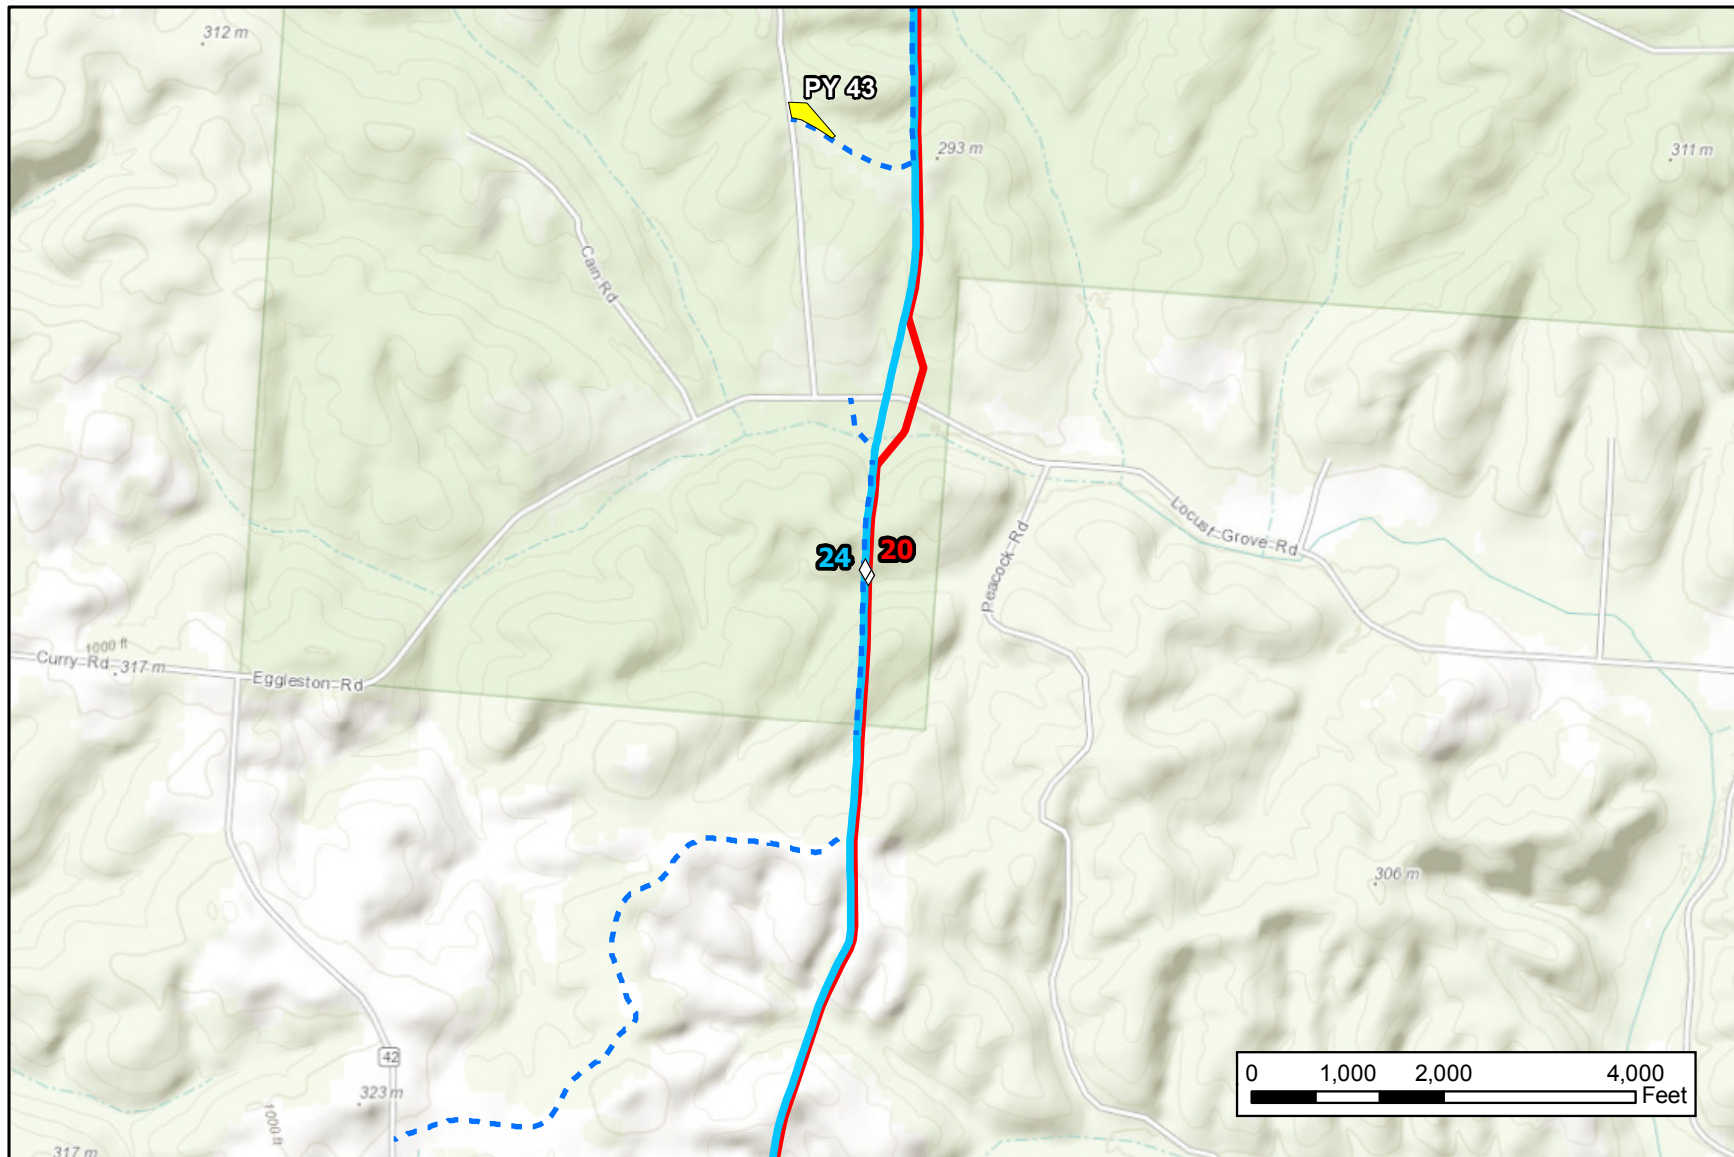 312 m
PY 43
293 m
311 m
Cain Rd
Locust Grove Rd
24
20
Peacock Rd
1000 ft
Curry Rd
317 m
Eggleston Rd
306 m
42
323 m
1000 ft
317 m
0 1,000 2,000 4,000
Feet